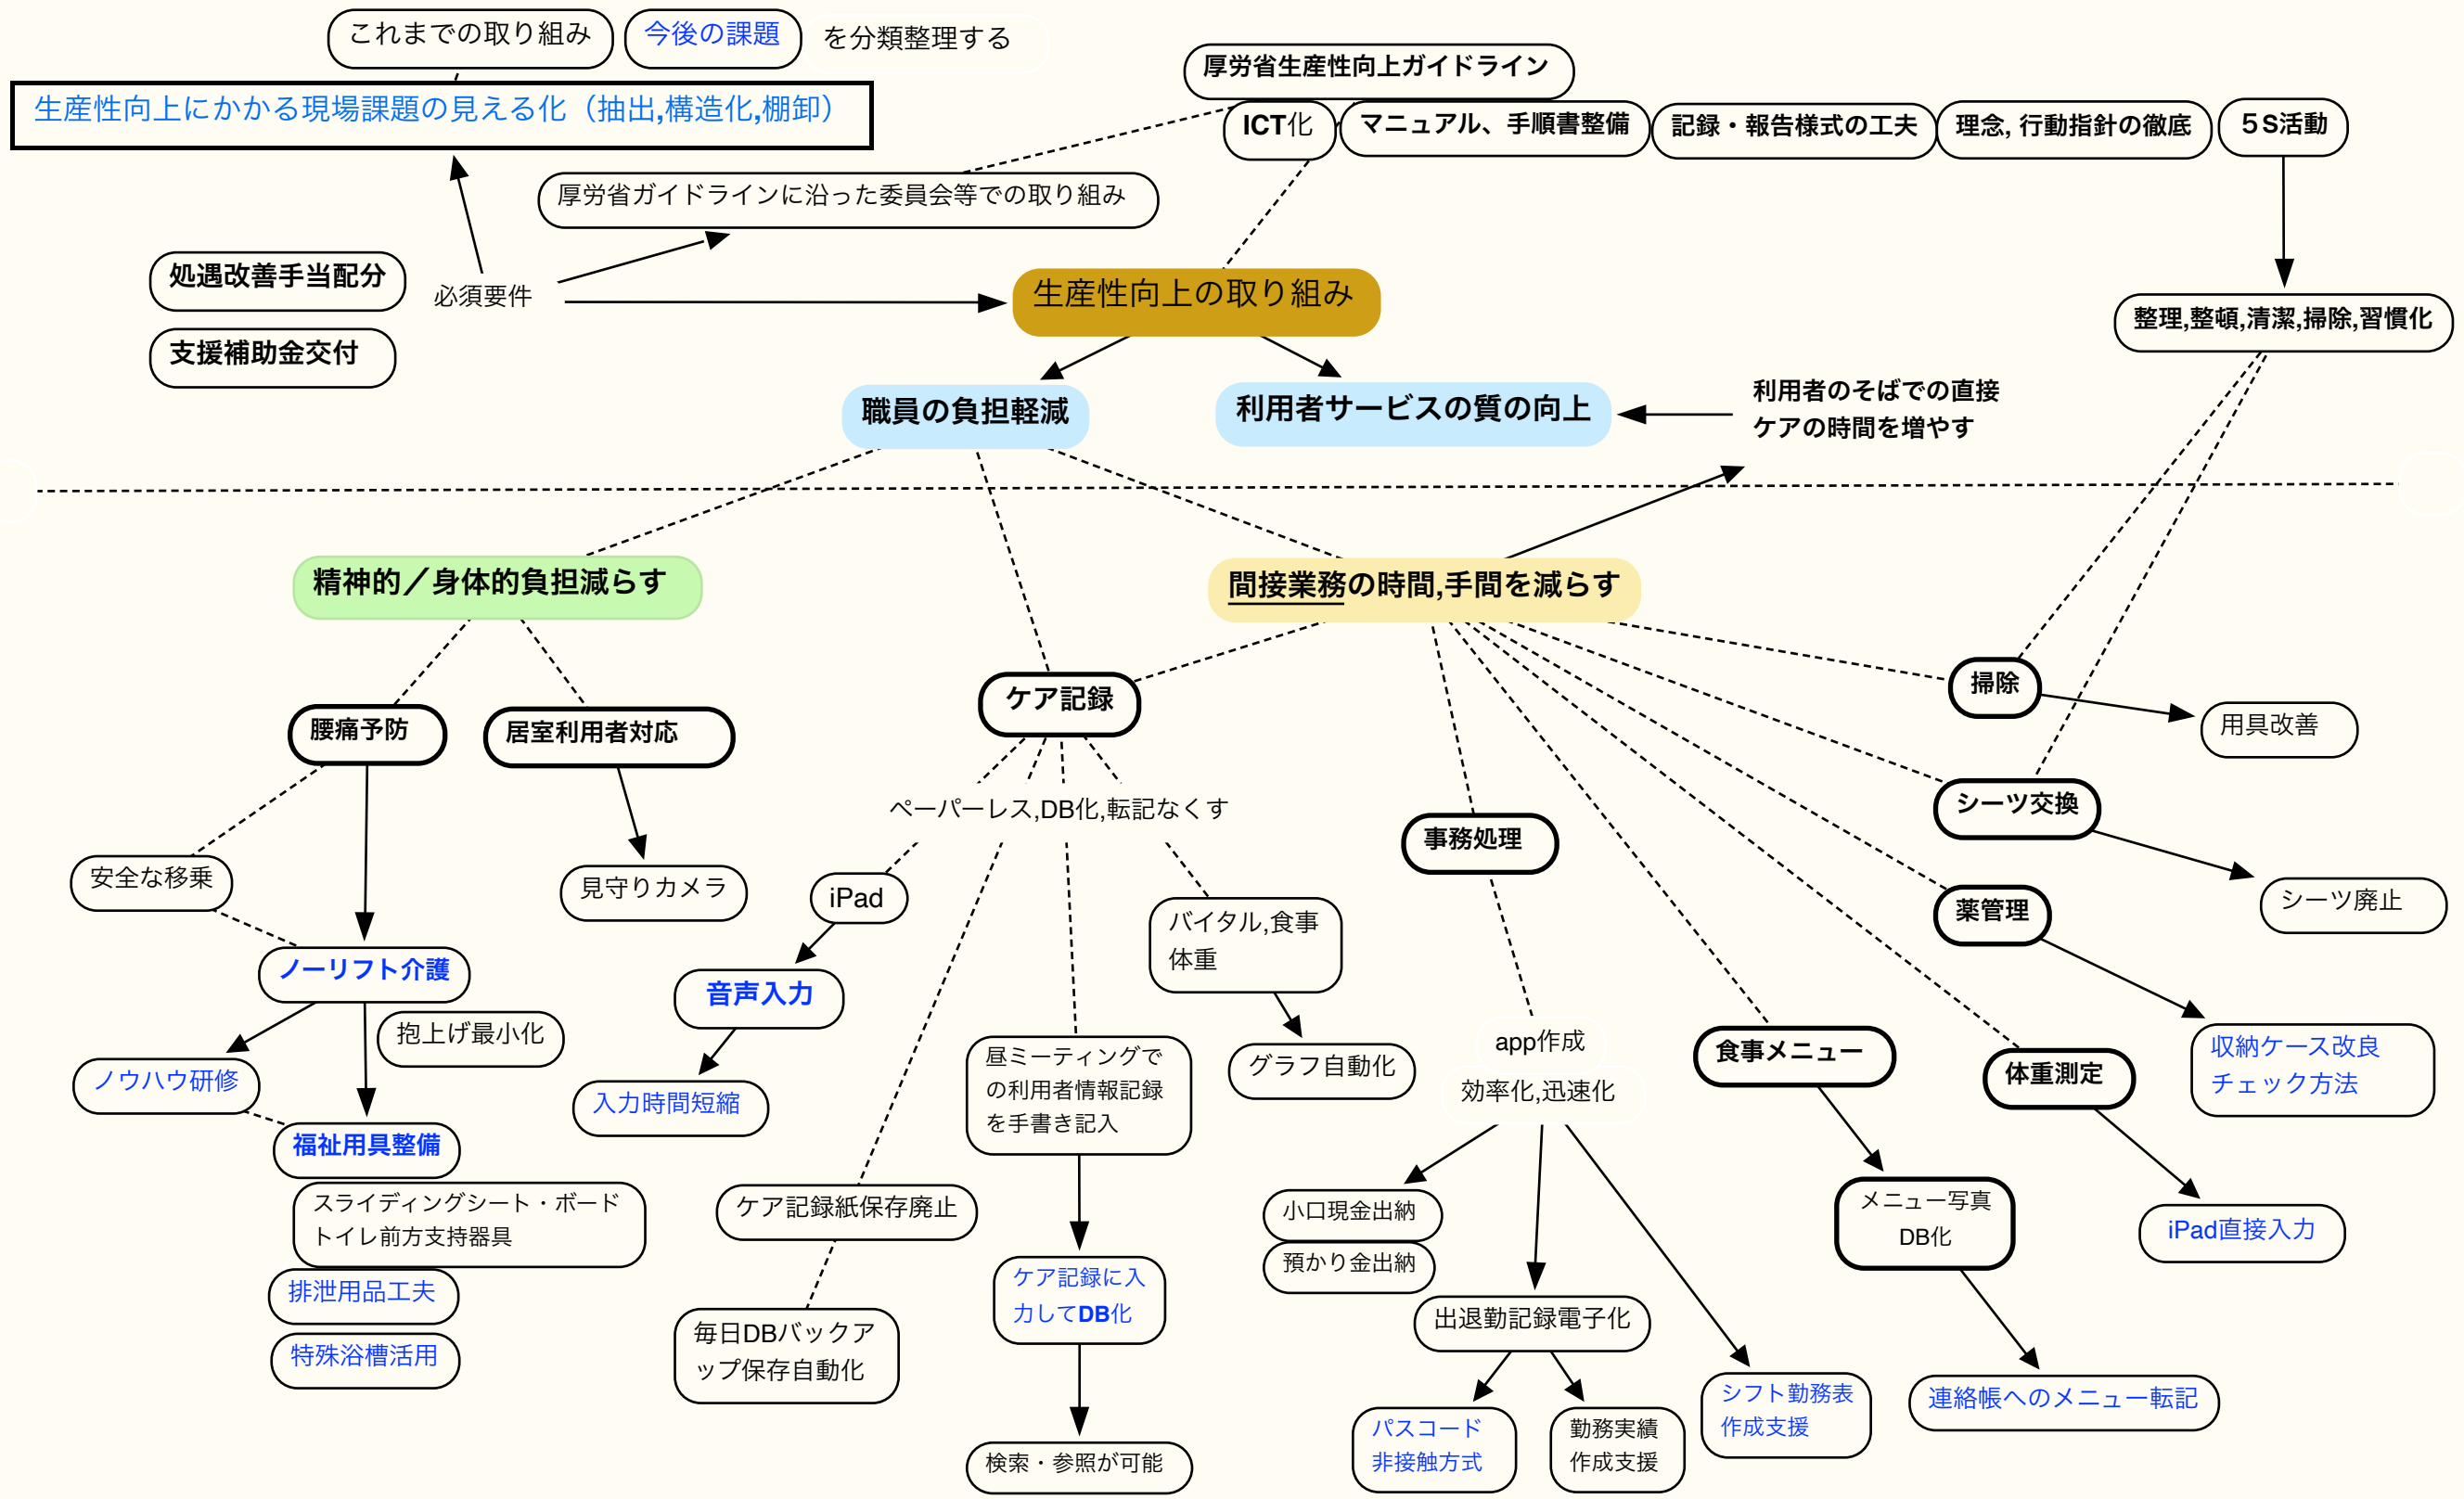 これまでの取り組み
今後の課題
を分類整理する
生産性向上にかかる現場課題の見える化（抽出,構造化,棚卸）
厚労省生産性向上ガイドライン
ICT化
マニュアル、手順書整備
記録・報告様式の工夫
理念, 行動指針の徹底
５S活動
厚労省ガイドラインに沿った委員会等での取り組み
処遇改善手当配分
必須要件
支援補助金交付
生産性向上の取り組み
整理,整頓,清潔,掃除,習慣化
職員の負担軽減
利用者サービスの質の向上
利用者のそばでの直接
ケアの時間を増やす
精神的／身体的負担減らす
間接業務の時間,手間を減らす
腰痛予防
居室利用者対応
ケア記録
掃除
用具改善
ペーパーレス,DB化,転記なくす
事務処理
シーツ交換
シーツ廃止
安全な移乗
見守りカメラ
iPad
バイタル,食事
体重
薬管理
ノーリフト介護
音声入力
抱上げ最小化
グラフ自動化
昼ミーティングで
の利用者情報記録
を手書き記入
app作成
効率化,迅速化
食事メニュー
体重測定
収納ケース改良
チェック方法
ノウハウ研修
入力時間短縮
福祉用具整備
スライディングシート・ボード
トイレ前方支持器具
ケア記録紙保存廃止
小口現金出納
預かり金出納
メニュー写真
DB化
iPad直接入力
排泄用品工夫
特殊浴槽活用
毎日DBバックア
ップ保存自動化
ケア記録に入
力してDB化
出退勤記録電子化
シフト勤務表
作成支援
連絡帳へのメニュー転記
検索・参照が可能
パスコード
非接触方式
勤務実績
作成支援